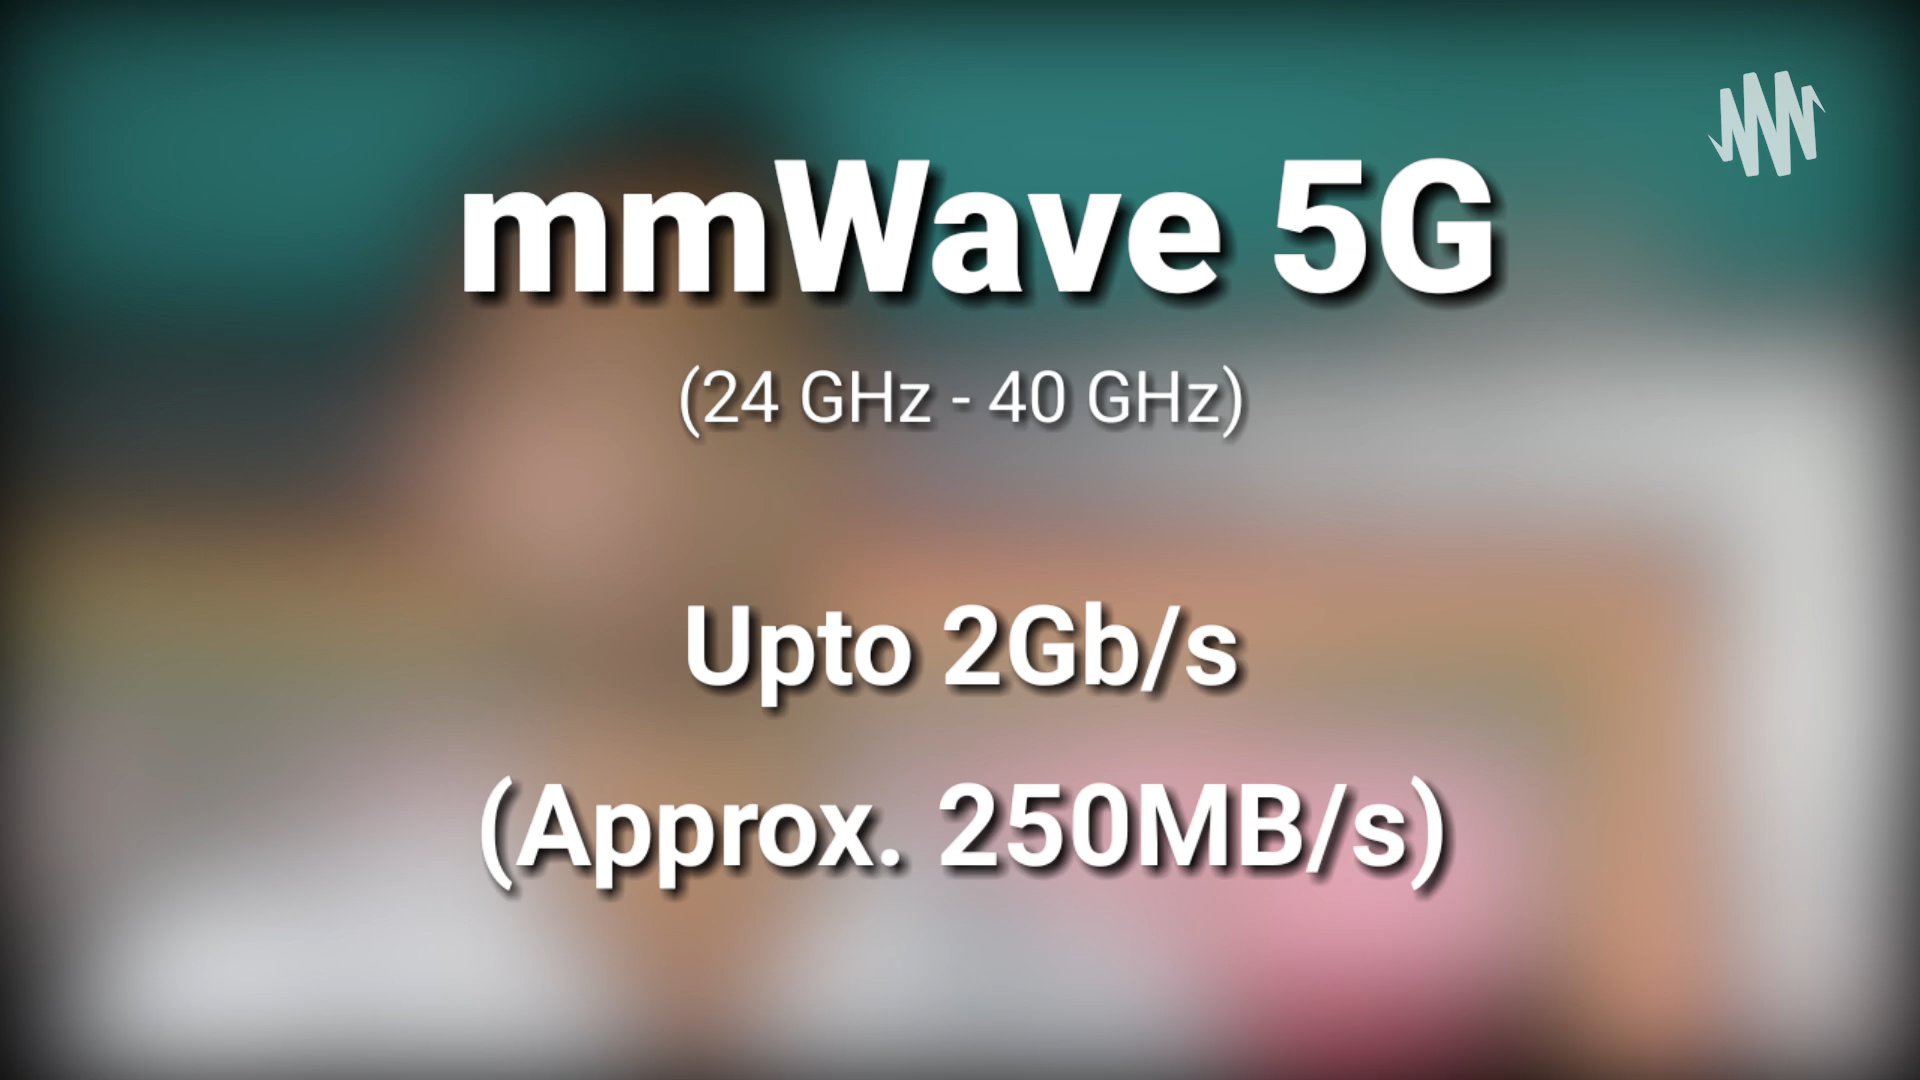 mmWave 5G
(24 GHz - 40 GHz)
Upto 2Gb/s
(Approx. 250MB/s)